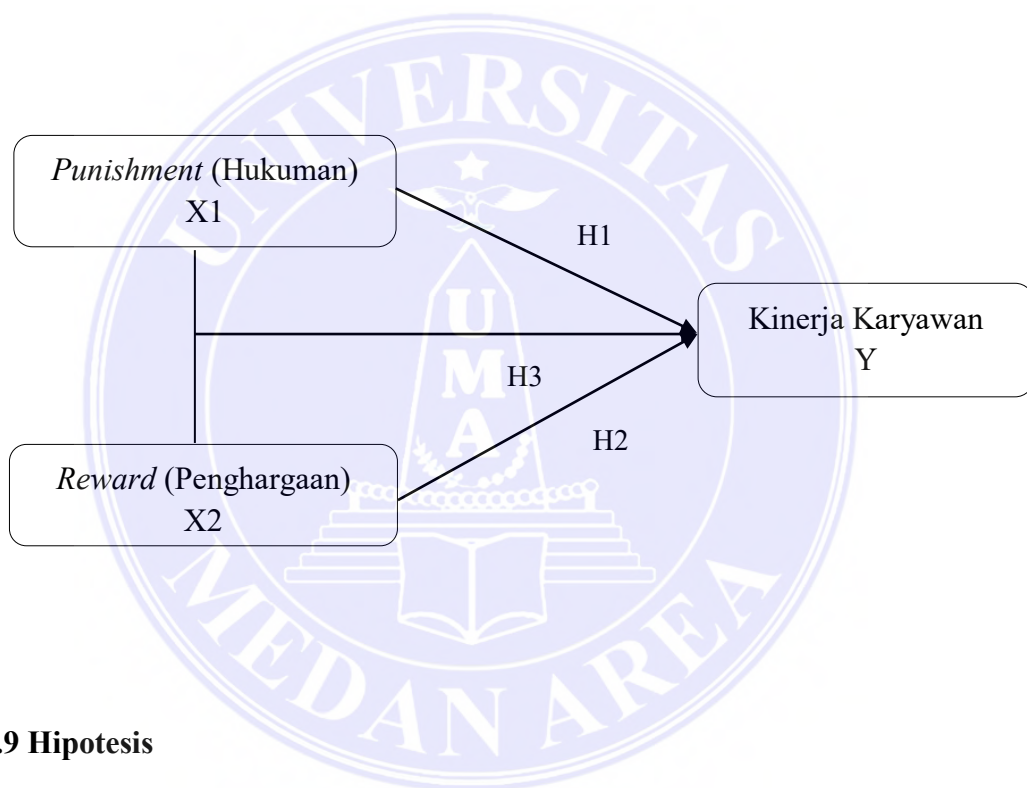 UNIVERSITAS
Punishment (Hukuman)
X1
H1
Kinerja Karyawan
Y
UMA
H3
H2
Reward (Penghargaan)
X2
MEDAN AREA
.9 Hipotesis